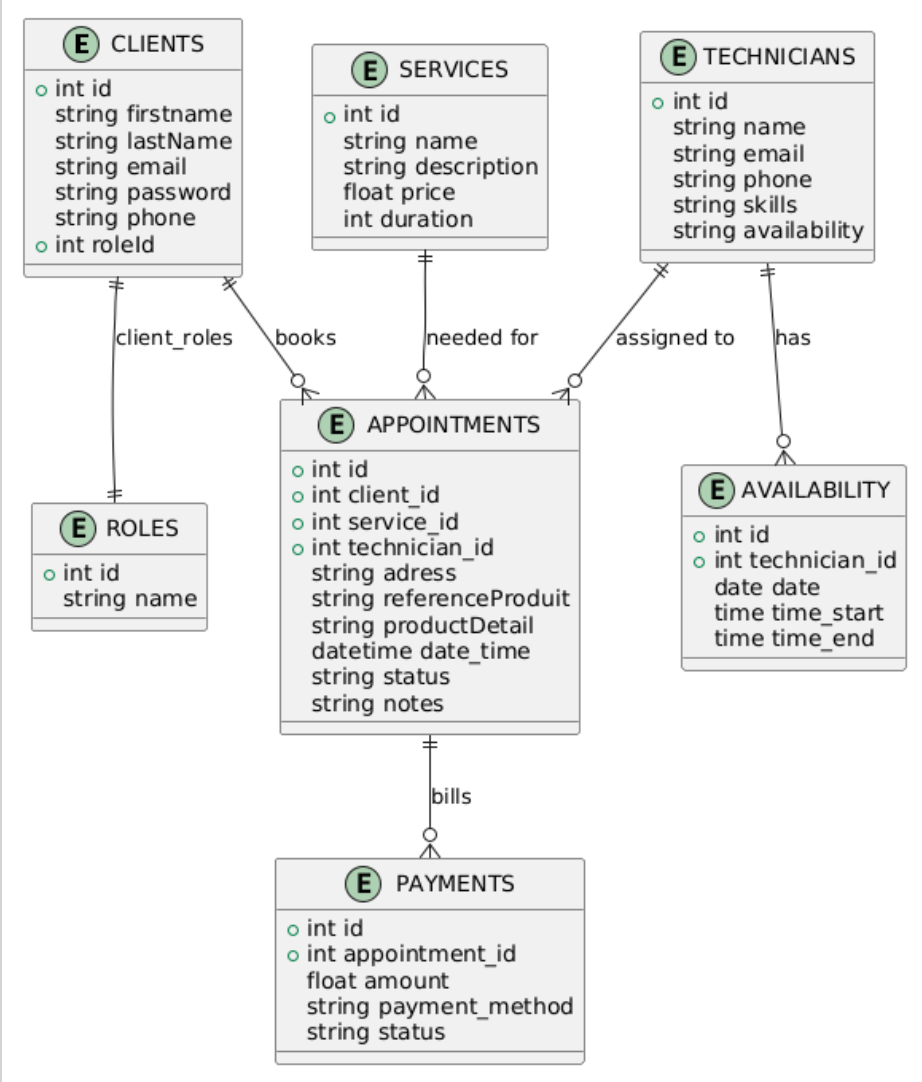 E CLIENTS
int id
string firstname
string lastName
string email
string password
string phone
int roleId
E SERVICES
int id
string name
string description
float price
int duration
E TECHNICIANS
int id
string name
string email
string phone
string skills
string availability
client_roles
books
needed for
assigned to
has
E ROLES
int id
string name
E APPOINTMENTS
int id
int client_id
int service_id
int technician_id
string adress
string referenceProduit
string productDetail
datetime date_time
string status
string notes
E AVAILABILITY
int id
int technician_id
date date
time time_start
time time_end
bills
E PAYMENTS
int id
int appointment_id
float amount
string payment_method
string status